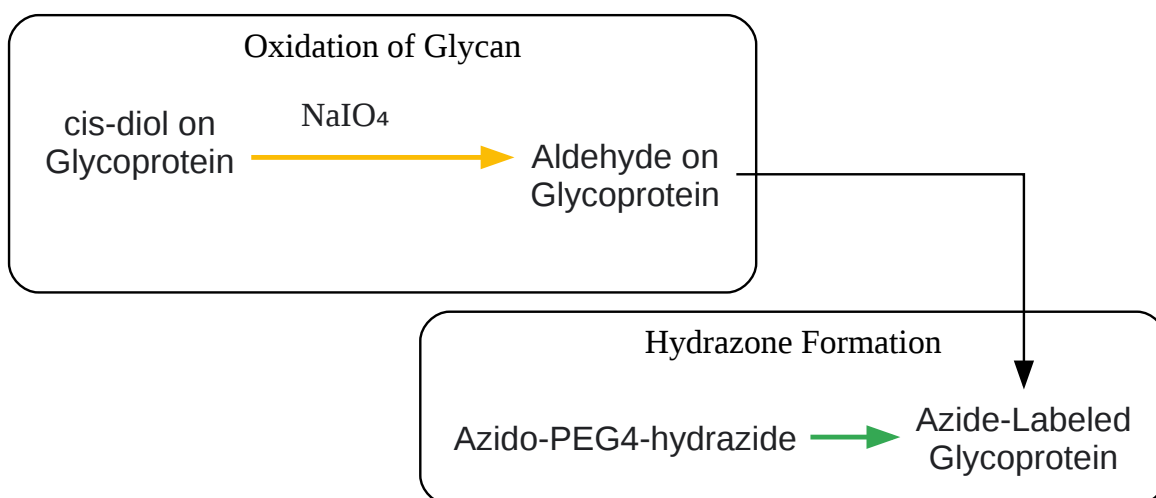 Oxidation of Glycan
NaIO₄
cis-diol on
Glycoprotein
Aldehyde on
Glycoprotein
Hydrazone Formation
Azido-PEG4-hydrazide
Azide-Labeled
Glycoprotein